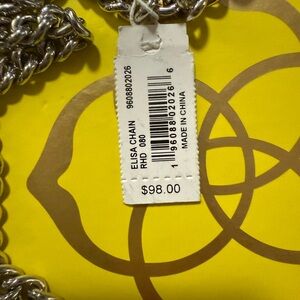 ELISA CHAIN 9608802026
RHD 080
1 96088 02026 6
MADE IN CHINA
$98.00